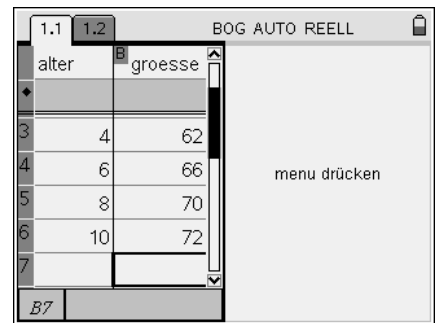 1.1 1.2 BOG AUTO REELL
alter B groesse
◆
3 4 62
4 6 66
5 8 70
6 10 72
7
menu drücken
B7